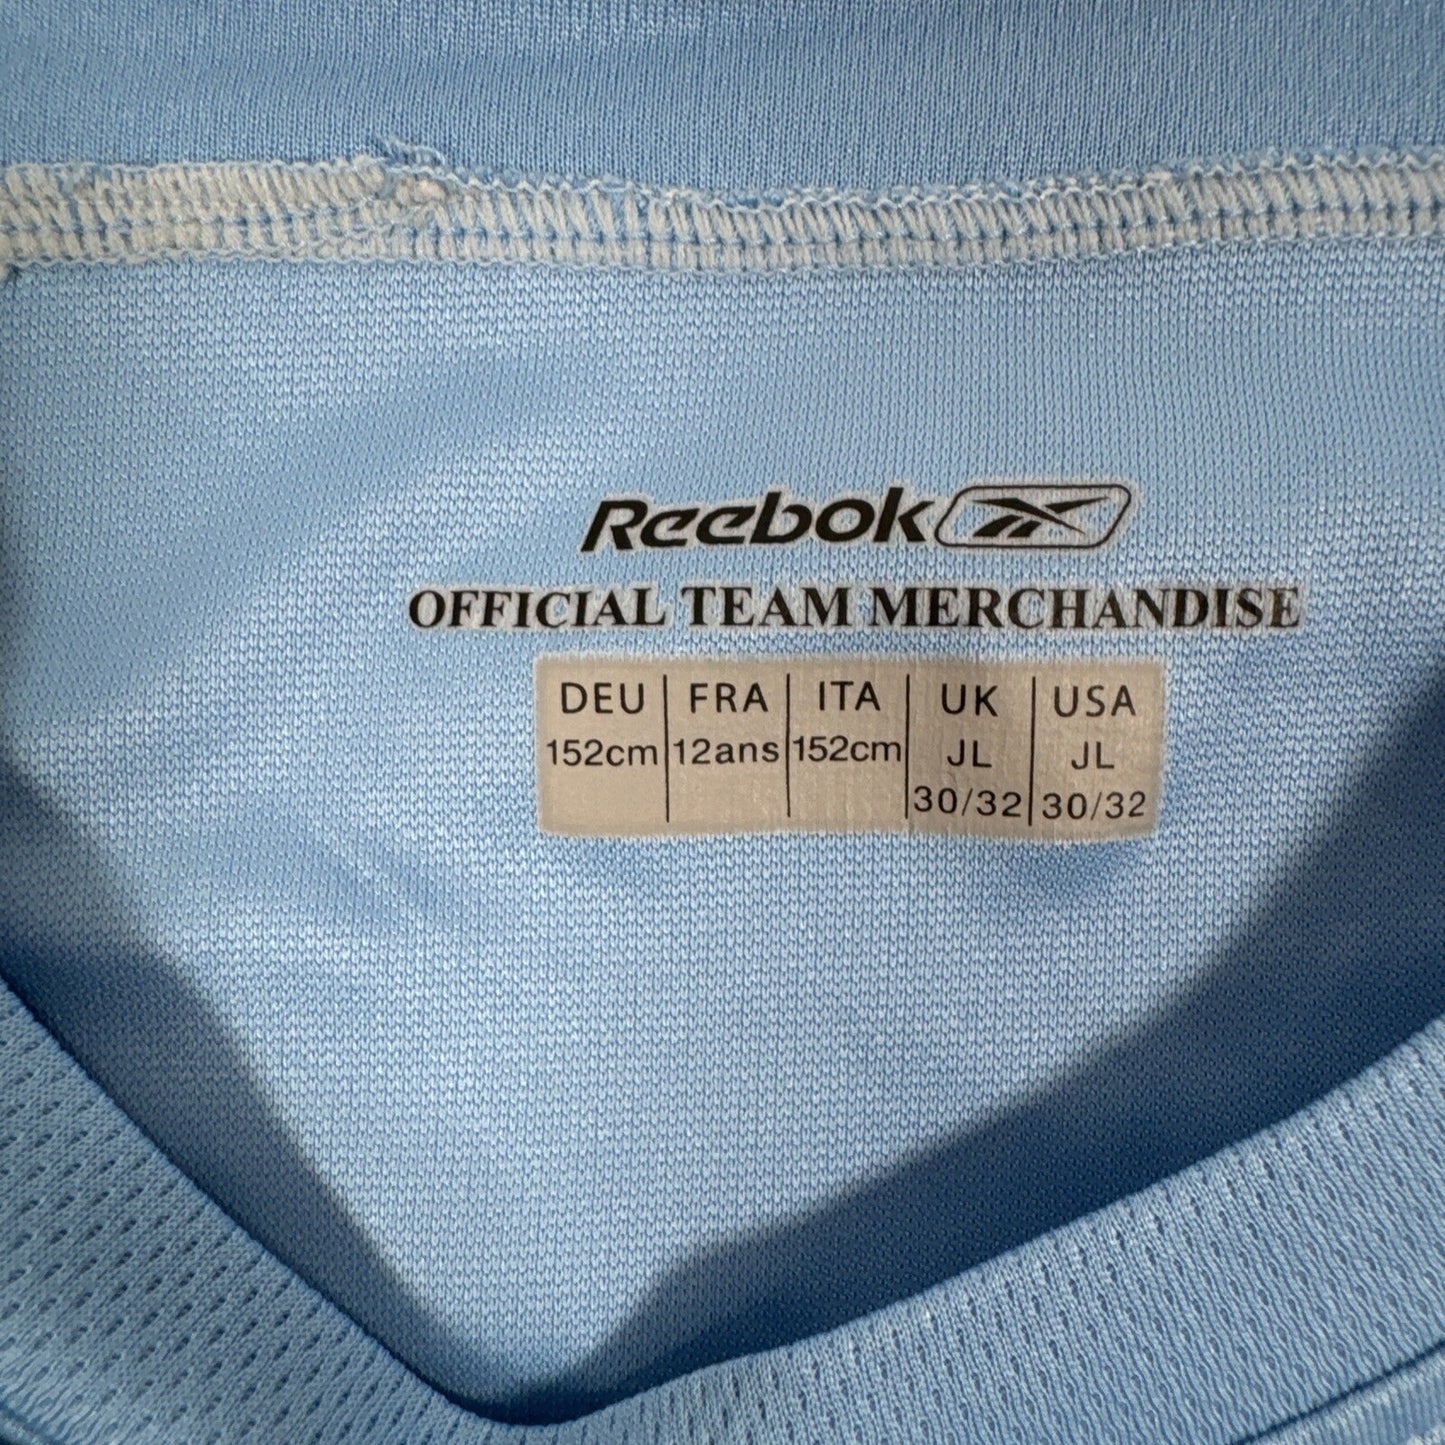 Reebok
OFFICIAL TEAM MERCHANDISE
DEU FRA ITA UK USA
152cm 12ans 152cm JL JL
30/32 30/32